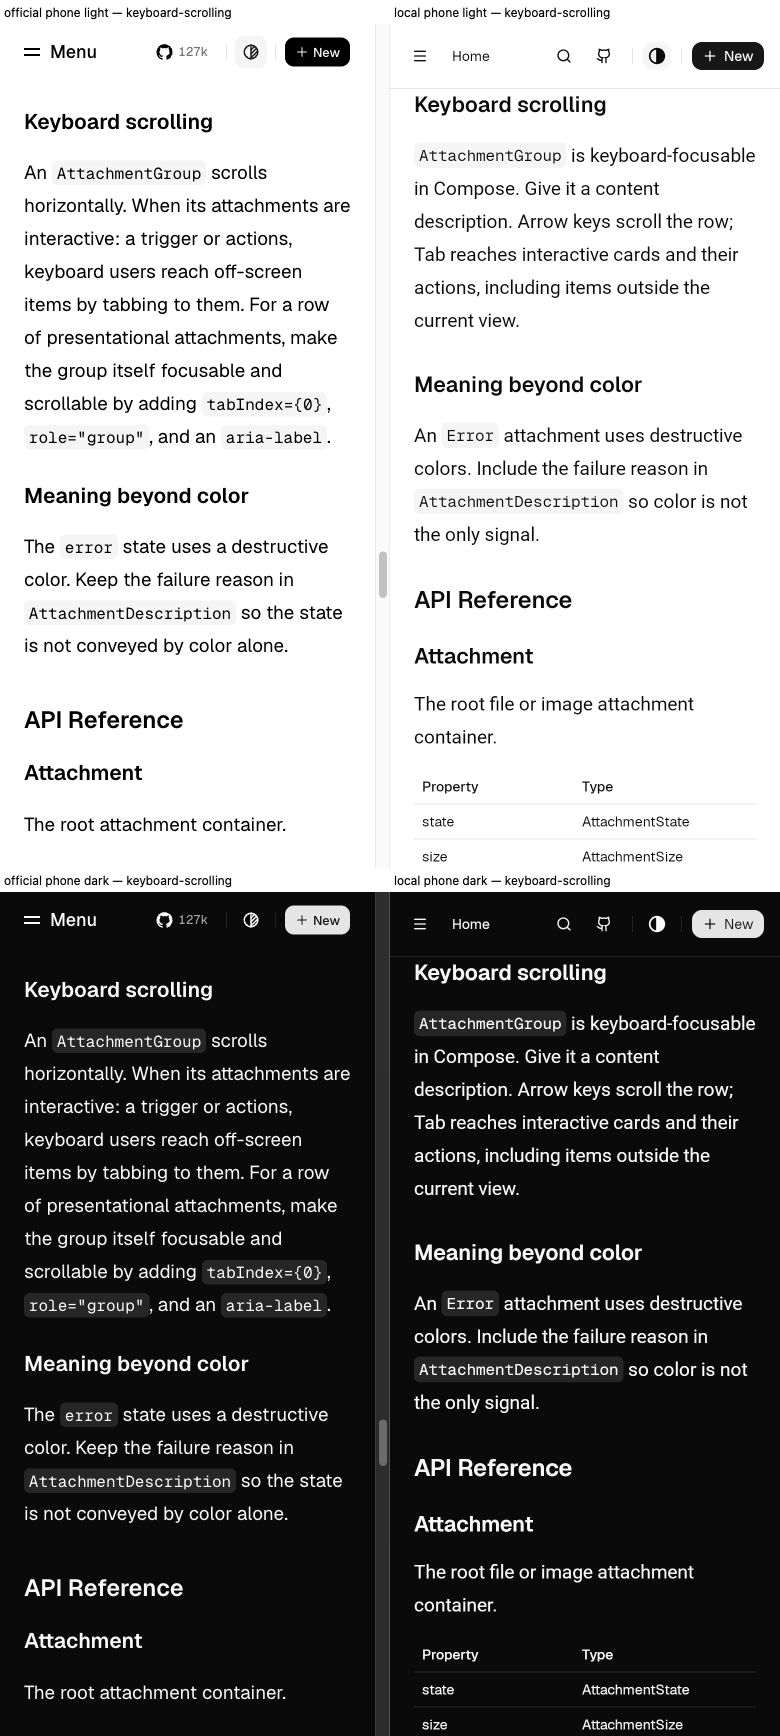 official phone light — keyboard-scrolling
Menu
127k
New
Keyboard scrolling
An AttachmentGroup scrolls
horizontally. When its attachments are
interactive: a trigger or actions,
keyboard users reach off-screen
items by tabbing to them. For a row
of presentational attachments, make
the group itself focusable and
scrollable by adding tabIndex={0},
role="group", and an aria-label.
Meaning beyond color
The error state uses a destructive
color. Keep the failure reason in
AttachmentDescription so the state
is not conveyed by color alone.
API Reference
Attachment
The root attachment container.
local phone light — keyboard-scrolling
Home
New
Keyboard scrolling
AttachmentGroup is keyboard-focusable
in Compose. Give it a content
description. Arrow keys scroll the row;
Tab reaches interactive cards and their
actions, including items outside the
current view.
Meaning beyond color
An Error attachment uses destructive
colors. Include the failure reason in
AttachmentDescription so color is not
the only signal.
API Reference
Attachment
The root file or image attachment
container.
Property Type
state AttachmentState
size AttachmentSize
official phone dark — keyboard-scrolling
Menu
127k
New
Keyboard scrolling
An AttachmentGroup scrolls
horizontally. When its attachments are
interactive: a trigger or actions,
keyboard users reach off-screen
items by tabbing to them. For a row
of presentational attachments, make
the group itself focusable and
scrollable by adding tabIndex={0},
role="group", and an aria-label.
Meaning beyond color
The error state uses a destructive
color. Keep the failure reason in
AttachmentDescription so the state
is not conveyed by color alone.
API Reference
Attachment
The root attachment container.
local phone dark — keyboard-scrolling
Home
New
Keyboard scrolling
AttachmentGroup is keyboard-focusable
in Compose. Give it a content
description. Arrow keys scroll the row;
Tab reaches interactive cards and their
actions, including items outside the
current view.
Meaning beyond color
An Error attachment uses destructive
colors. Include the failure reason in
AttachmentDescription so color is not
the only signal.
API Reference
Attachment
The root file or image attachment
container.
Property Type
state AttachmentState
size AttachmentSize